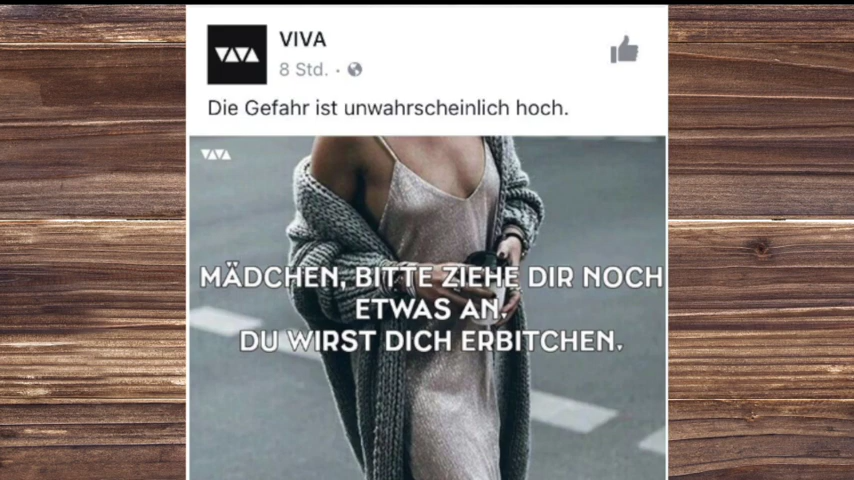 VIVA
VIVA
8 Std.
Die Gefahr ist unwahrscheinlich hoch.
VIVA
MÄDCHEN, BITTE ZIEHE DIR NOCH
ETWAS AN.
DU WIRST DICH ERBITCHEN.